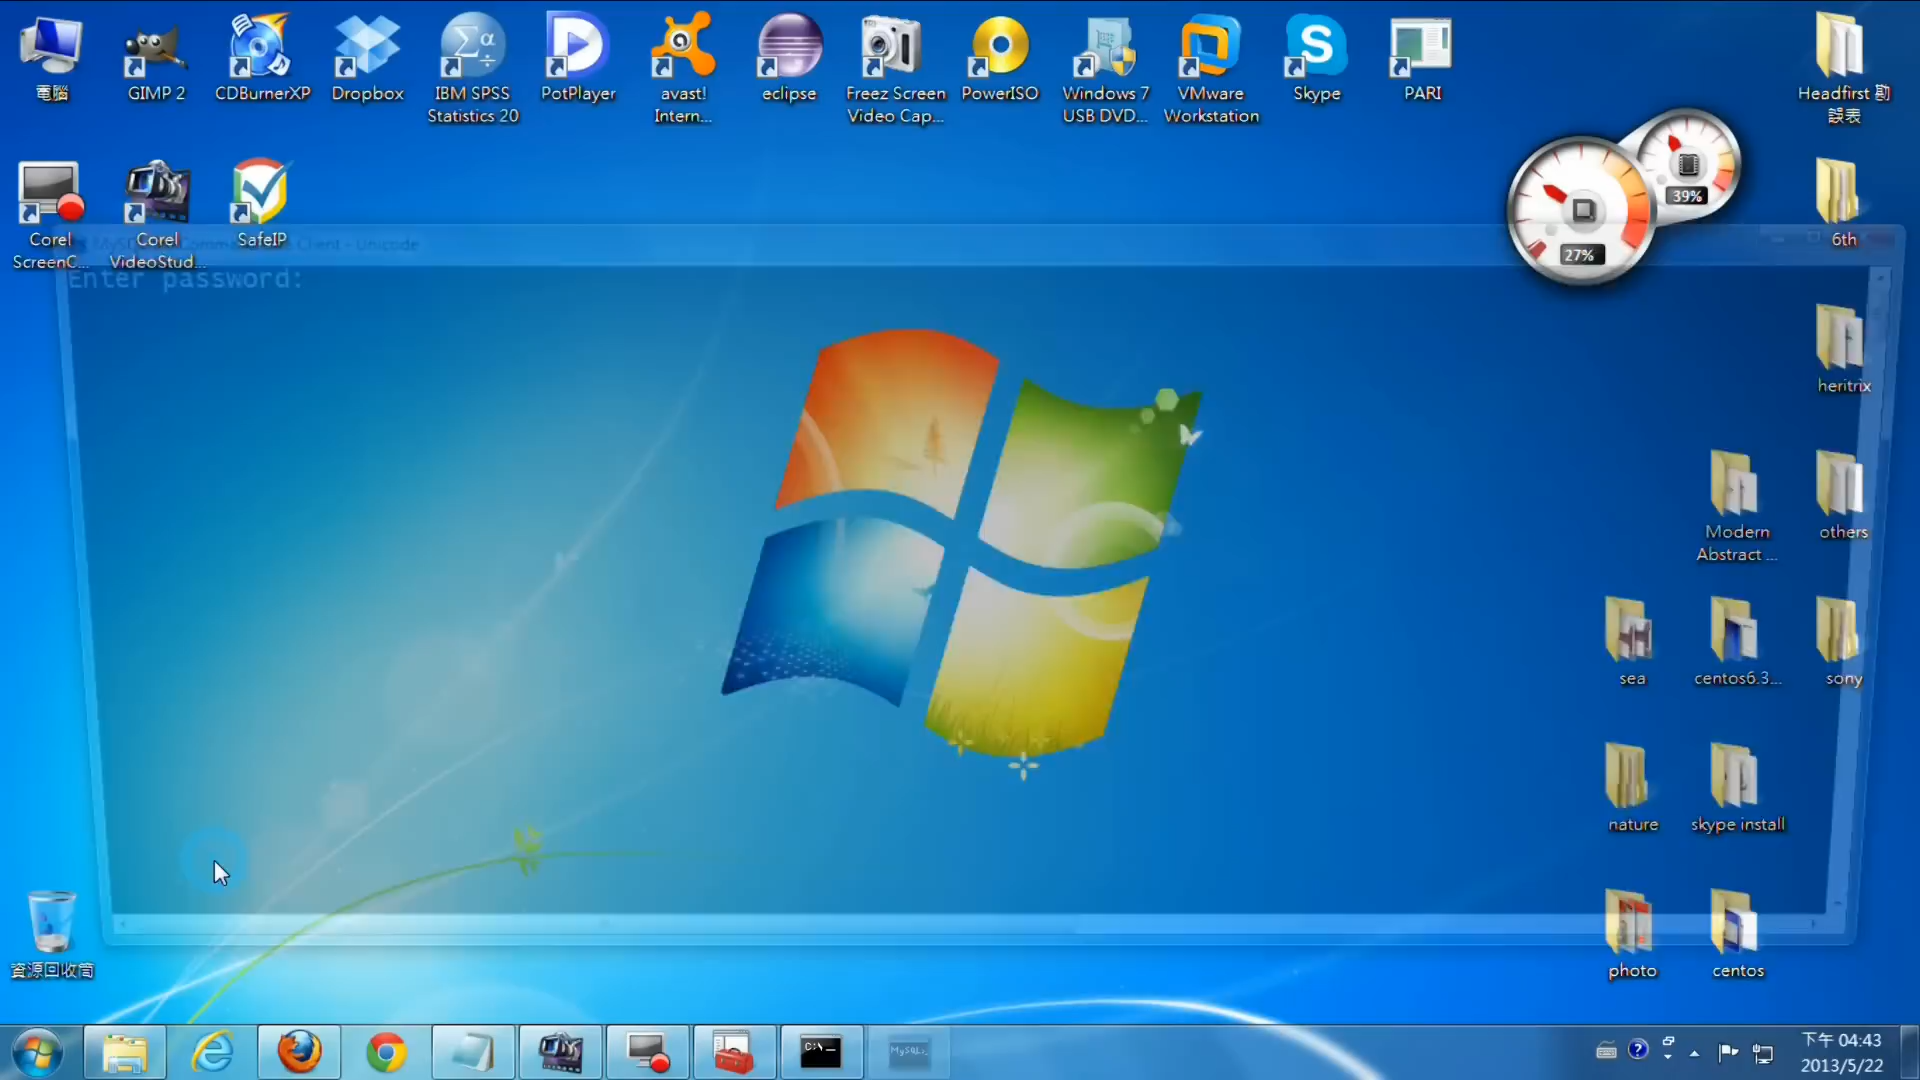 電腦
GIMP 2
CDBurnerXP
Dropbox
IBM SPSS
Statistics 20
PotPlayer
avast!
Intern...
eclipse
Freez Screen
Video Cap...
PowerISO
Windows 7
USB DVD...
VMware
Workstation
Skype
PARI
Headfirst 勘
誤表
39%
27%
Corel
ScreenC...
Corel
VideoStud...
SafeIP
6th
Client - Unicode
Enter password:
heritrix
Modern
Abstract ...
others
sea
centos6.3...
sony
nature
skype install
資源回收筒
photo
centos
C:\
MySQL
下午 04:43
2013/5/22